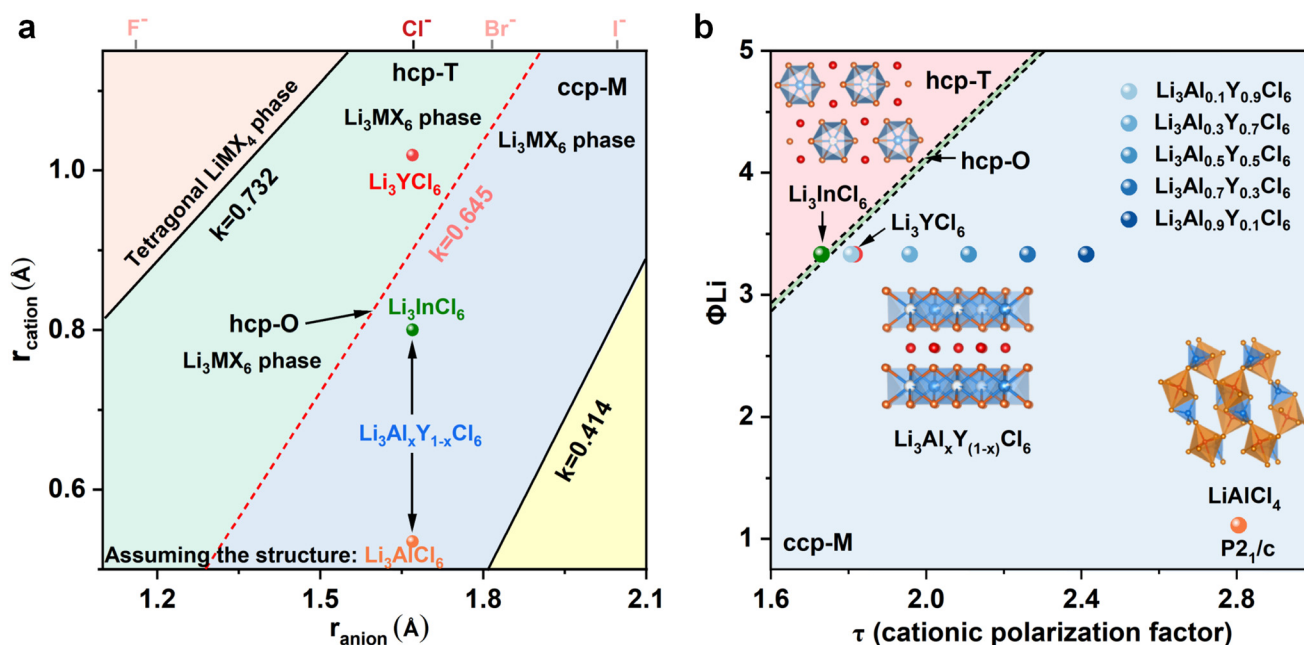 a
F⁻ Cl⁻ Br⁻ I⁻
hcp-T
ccp-M
Li₃MX₆ phase
Li₃MX₆ phase
Tetragonal LiMX₄ phase
k=0.732
Li₃YCl₆
k=0.645
Li₃InCl₆
hcp-O
Li₃MX₆ phase
Li₃AlₓY₁₋ₓCl₆
k=0.414
Assuming the structure: Li₃AlCl₆
1.0
0.8
0.6
r_cation (Å)
1.2 1.5 1.8 2.1
r_anion (Å)
b
hcp-T
Li₃Al₀.₁Y₀.₉Cl₆
Li₃Al₀.₃Y₀.₇Cl₆
Li₃Al₀.₅Y₀.₅Cl₆
Li₃Al₀.₇Y₀.₃Cl₆
Li₃Al₀.₉Y₀.₁Cl₆
hcp-O
Li₃InCl₆
Li₃YCl₆
Li₃AlₓY₍₁₋ₓ₎Cl₆
LiAlCl₄
P2₁/c
ccp-M
5
4
3
2
1
ΦLi
1.6 2.0 2.4 2.8
τ (cationic polarization factor)